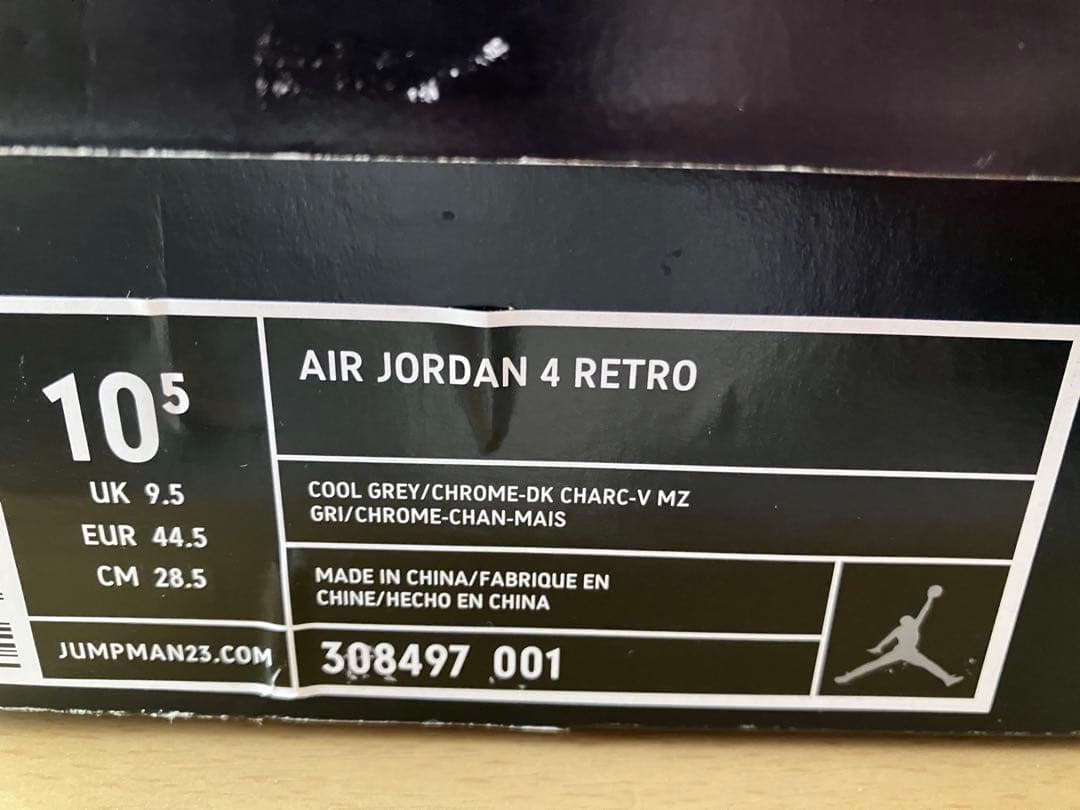 10⁵
UK 9.5
EUR 44.5
CM 28.5
JUMPMAN23.COM
AIR JORDAN 4 RETRO
COOL GREY/CHROME-DK CHARC-V MZ
GRI/CHROME-CHAN-MAIS
MADE IN CHINA/FABRIQUE EN
CHINE/HECHO EN CHINA
308497 001